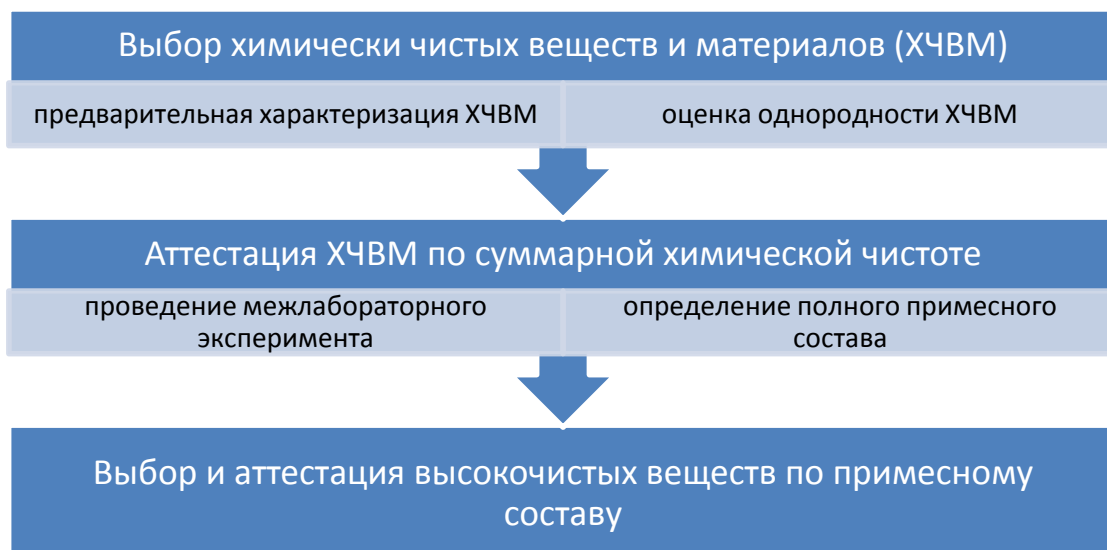 Выбор химически чистых веществ и материалов (ХЧВМ)
предварительная характеризация ХЧВМ
оценка однородности ХЧВМ
Аттестация ХЧВМ по суммарной химической чистоте
проведение межлабораторного
эксперимента
определение полного примесного
состава
Выбор и аттестация высокочистых веществ по примесному
составу